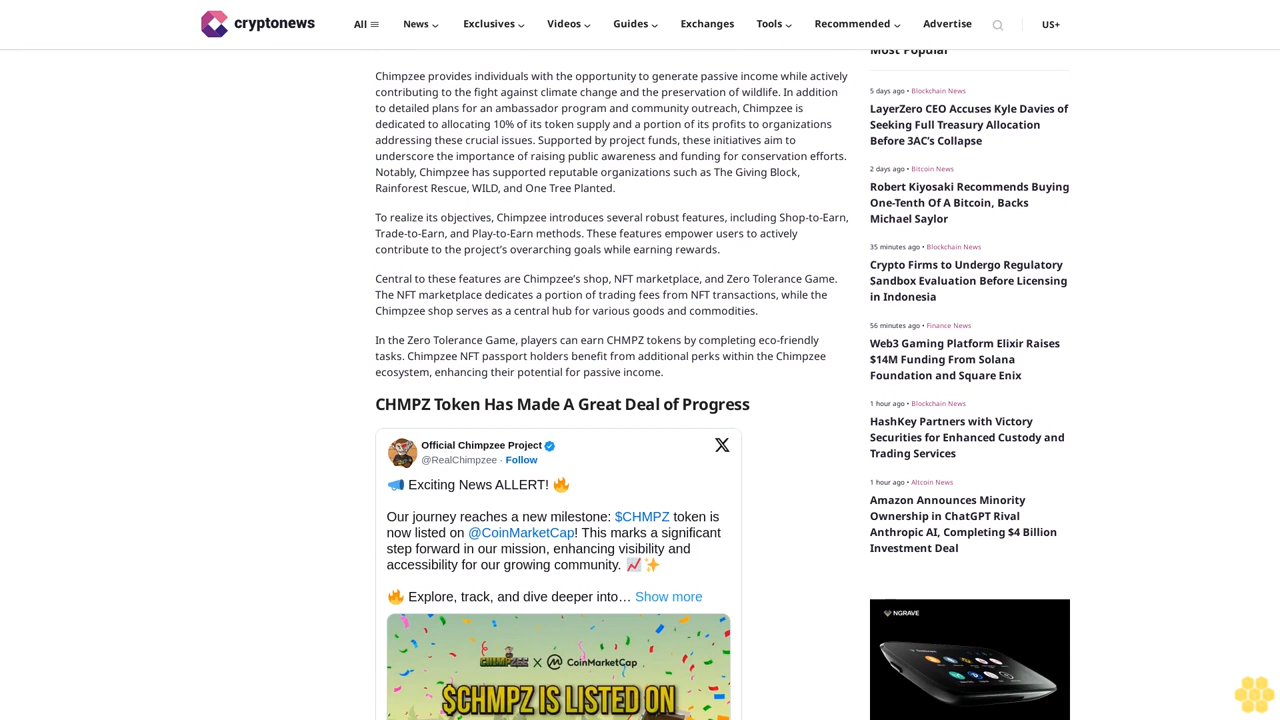 cryptonews
All
News
Exclusives
Videos
Guides
Exchanges
Tools
Recommended
Advertise
US+
Chimpzee provides individuals with the opportunity to generate passive income while actively
contributing to the fight against climate change and the preservation of wildlife. In addition
to detailed plans for an ambassador program and community outreach, Chimpzee is
dedicated to allocating 10% of its token supply and a portion of its profits to organizations
addressing these crucial issues. Supported by project funds, these initiatives aim to
underscore the importance of raising public awareness and funding for conservation efforts.
Notably, Chimpzee has supported reputable organizations such as The Giving Block,
Rainforest Rescue, WILD, and One Tree Planted.
To realize its objectives, Chimpzee introduces several robust features, including Shop-to-Earn,
Trade-to-Earn, and Play-to-Earn methods. These features empower users to actively
contribute to the project's overarching goals while earning rewards.
Central to these features are Chimpzee's shop, NFT marketplace, and Zero Tolerance Game.
The NFT marketplace dedicates a portion of trading fees from NFT transactions, while the
Chimpzee shop serves as a central hub for various goods and commodities.
In the Zero Tolerance Game, players can earn CHMPZ tokens by completing eco-friendly
tasks. Chimpzee NFT passport holders benefit from additional perks within the Chimpzee
ecosystem, enhancing their potential for passive income.
CHMPZ Token Has Made A Great Deal of Progress
Official Chimpzee Project
@RealChimpzee · Follow
📣 Exciting News ALLERT! 🔥
Our journey reaches a new milestone: $CHMPZ token is
now listed on @CoinMarketCap! This marks a significant
step forward in our mission, enhancing visibility and
accessibility for our growing community. 📈✨
🔥 Explore, track, and dive deeper into… Show more
CHIMPZEE X CoinMarketCap
$CHMPZ IS LISTED ON
Most Popular
5 days ago • Blockchain News
LayerZero CEO Accuses Kyle Davies of
Seeking Full Treasury Allocation
Before 3AC's Collapse
2 days ago • Bitcoin News
Robert Kiyosaki Recommends Buying
One-Tenth Of A Bitcoin, Backs
Michael Saylor
35 minutes ago • Blockchain News
Crypto Firms to Undergo Regulatory
Sandbox Evaluation Before Licensing
in Indonesia
56 minutes ago • Finance News
Web3 Gaming Platform Elixir Raises
$14M Funding From Solana
Foundation and Square Enix
1 hour ago • Blockchain News
HashKey Partners with Victory
Securities for Enhanced Custody and
Trading Services
1 hour ago • Altcoin News
Amazon Announces Minority
Ownership in ChatGPT Rival
Anthropic AI, Completing $4 Billion
Investment Deal
NGRAVE